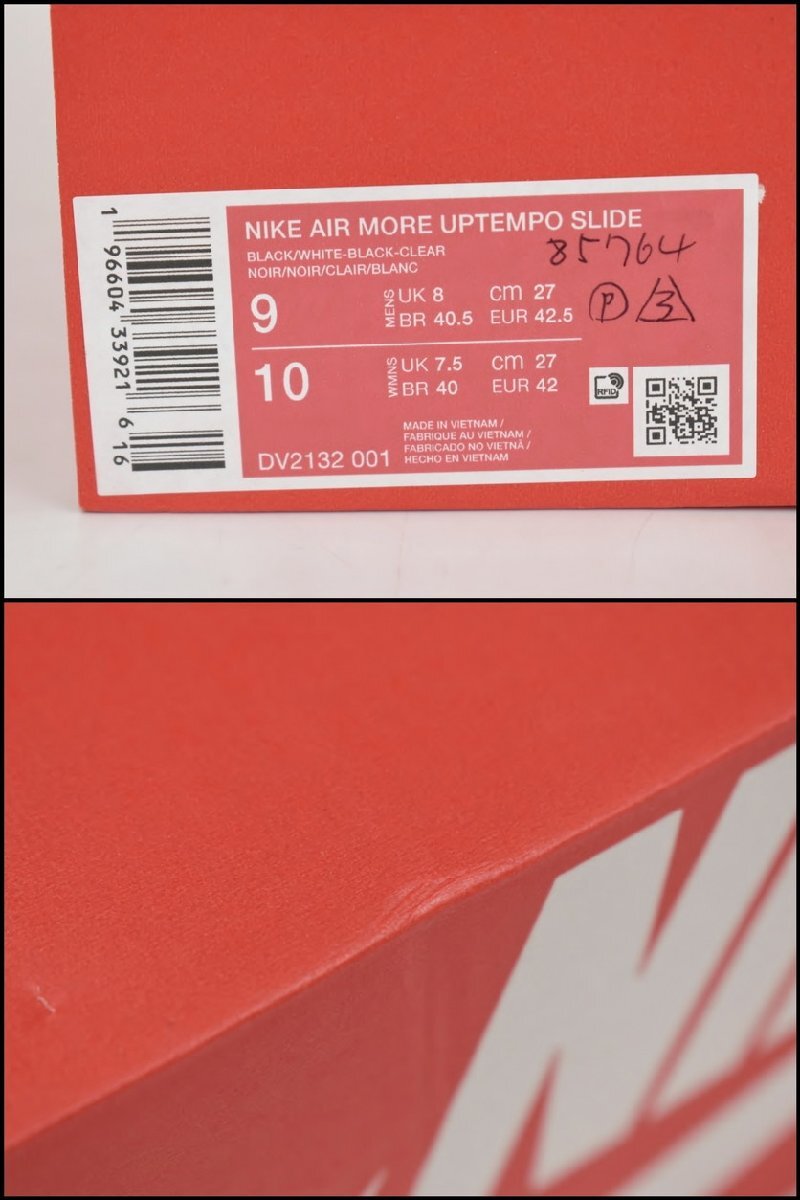 1 96604 33921 6 16
NIKE AIR MORE UPTEMPO SLIDE
BLACK/WHITE-BLACK-CLEAR
NOIR/NOIR/CLAIR/BLANC
85764
9
MENS
UK 8 cm 27
BR 40.5 EUR 42.5
P 3
10
WMNS
UK 7.5 cm 27
BR 40 EUR 42
RFID
DV2132 001
MADE IN VIETNAM /
FABRIQUE AU VIETNAM /
FABRICADO NO VIETNÃ /
HECHO EN VIETNAM